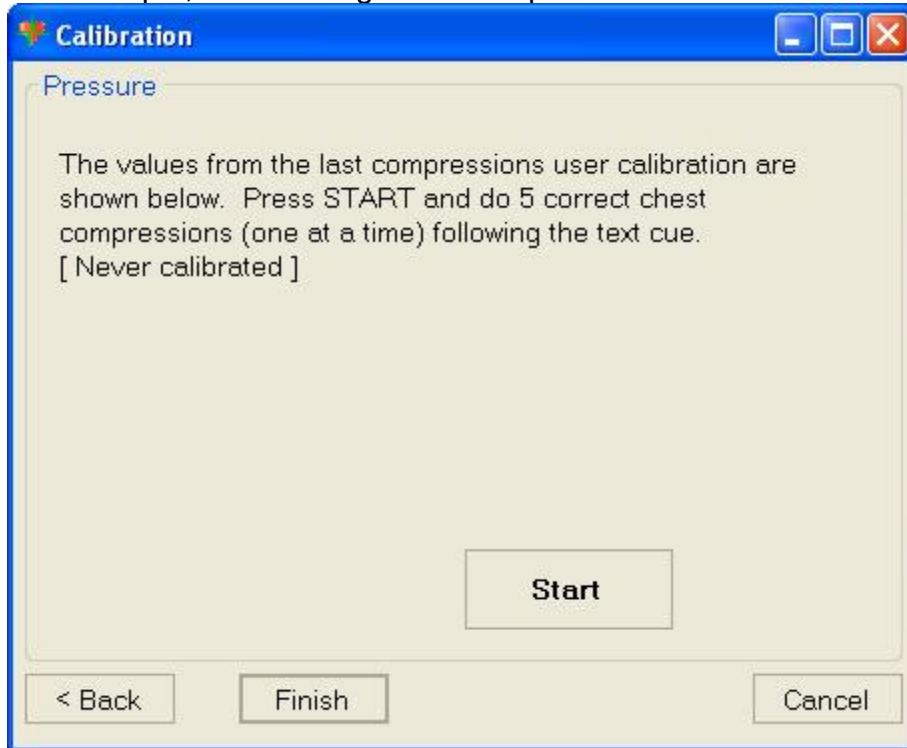 Calibration
Pressure
The values from the last compressions user calibration are
shown below. Press START and do 5 correct chest
compressions (one at a time) following the text cue.
[ Never calibrated ]
Start
< Back
Finish
Cancel